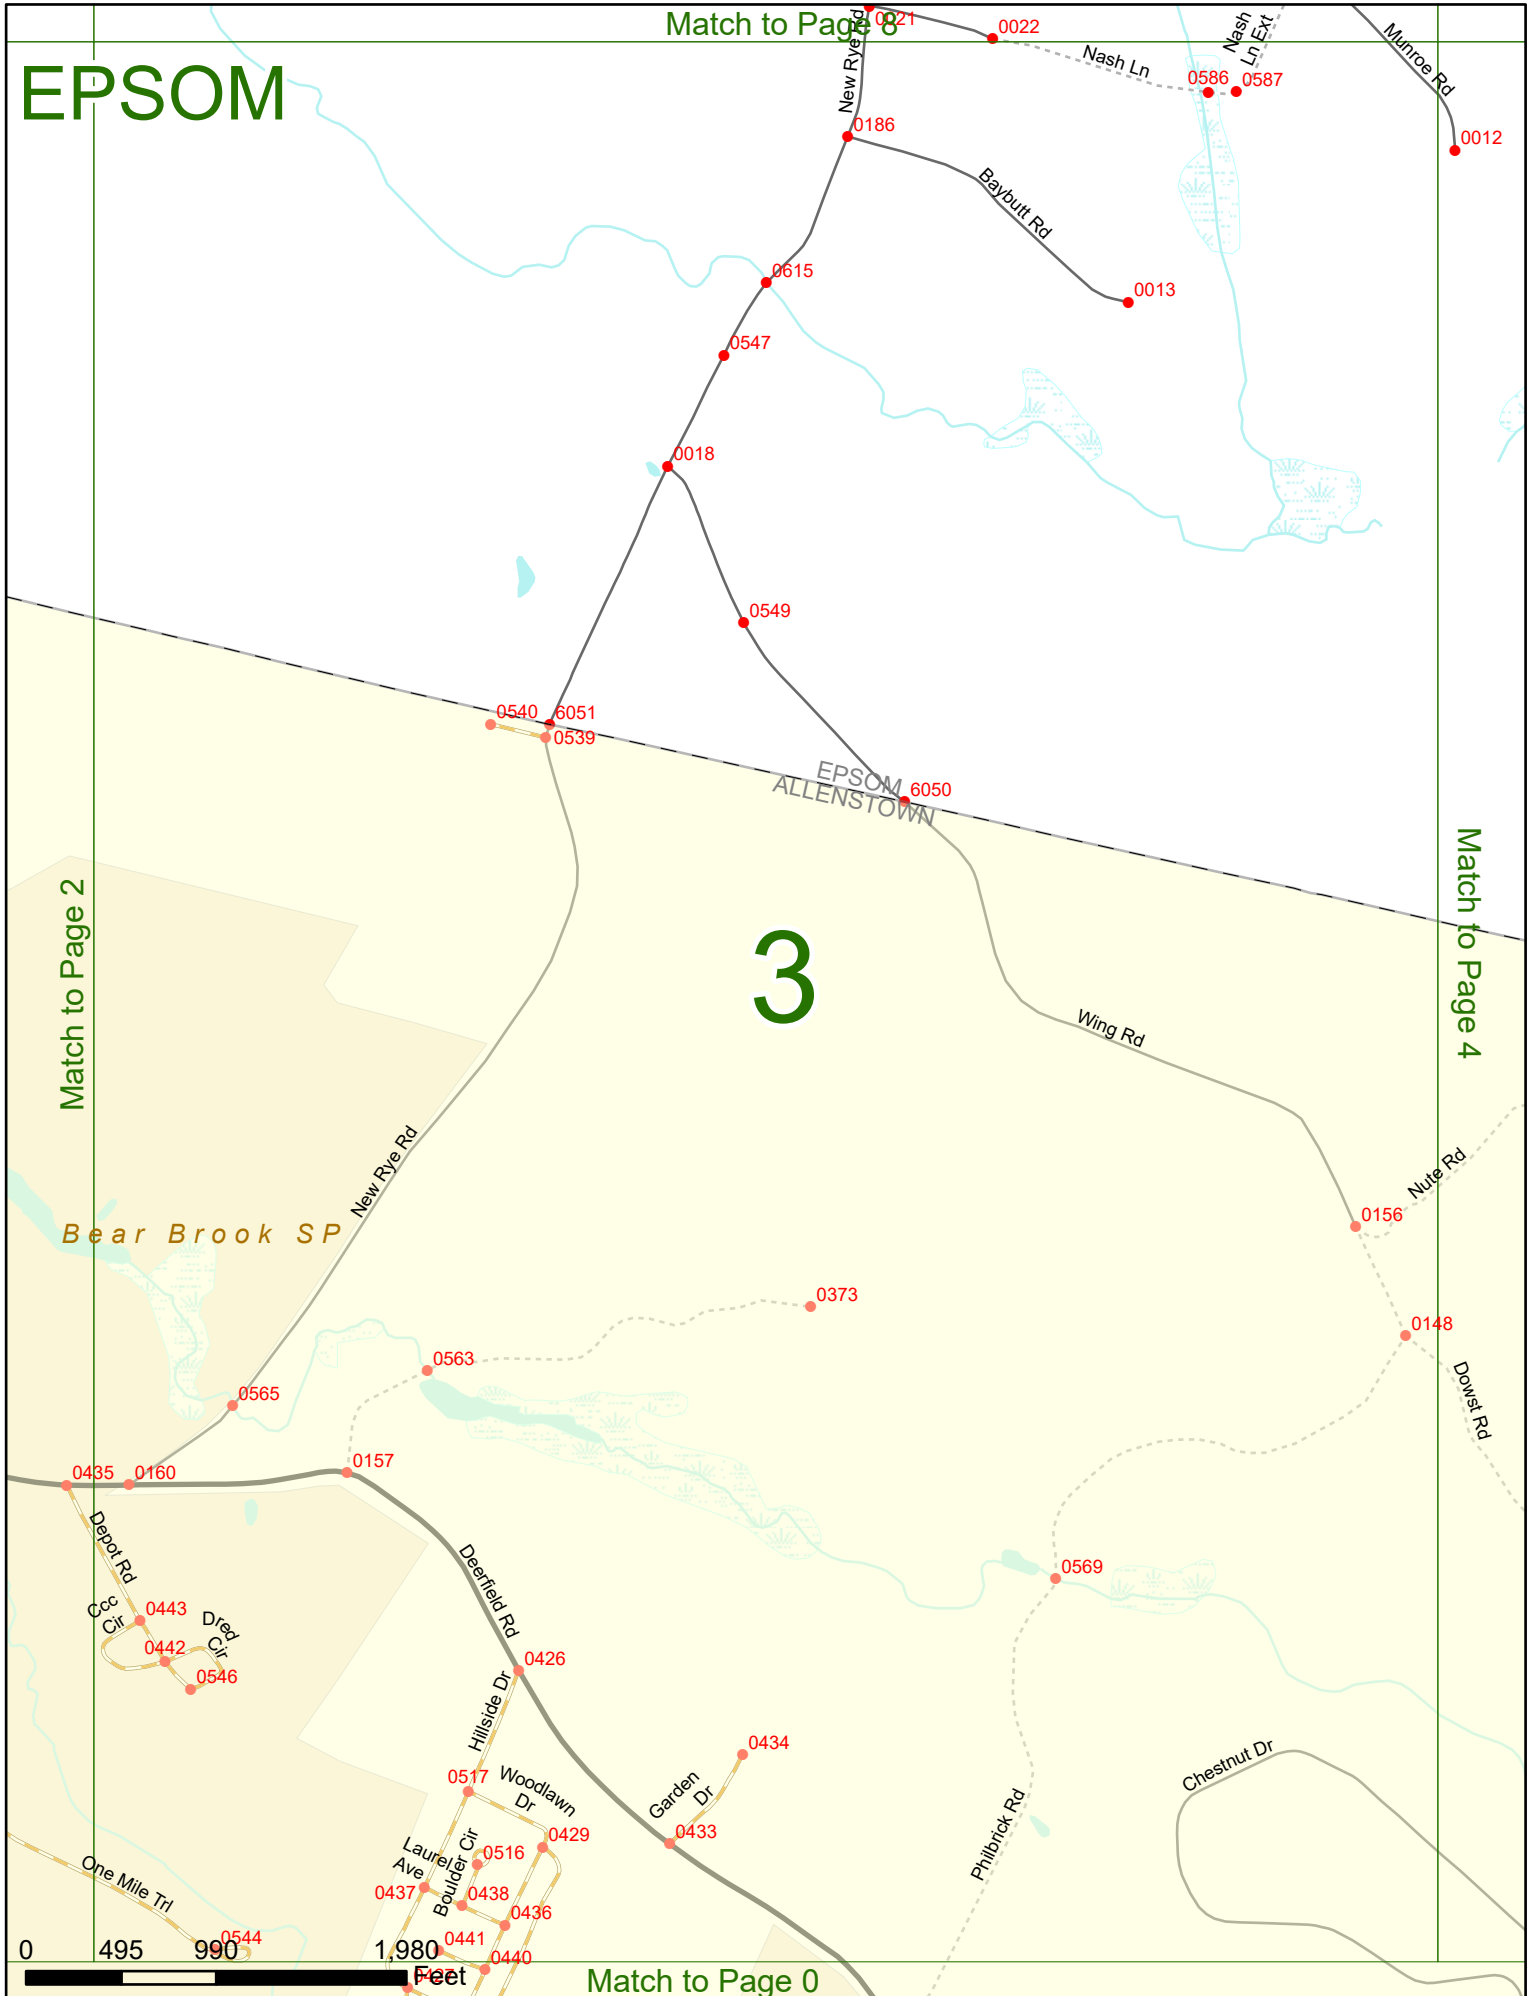 Match to Page 8
EPSOM
New Rye Rd
0021
0022
Nash Ln
Nash
Ln Ext
0586
0587
Munroe Rd
0012
0186
Baybutt Rd
0013
0615
0547
0018
0549
0540
6051
0539
EPSOM
ALLENSTOWN
6050
Match to Page 2
3
Match to Page 4
Wing Rd
New Rye Rd
Nute Rd
0156
Bear Brook SP
0373
0148
0563
Dowst Rd
0565
0157
0435
0160
Depot Rd
Deerfield Rd
0569
Ccc
Cir
0443
Dred
Cir
0442
0546
0426
Hillside Dr
0434
Garden
Dr
0433
Chestnut Dr
0517
Woodlawn
Dr
0429
Philbrick Rd
Laurel
Ave
Boulder Cir
0516
One Mile Trl
0437
0438
0436
0544
0441
0440
0427
0 495 990 1,980
Feet
Match to Page 0